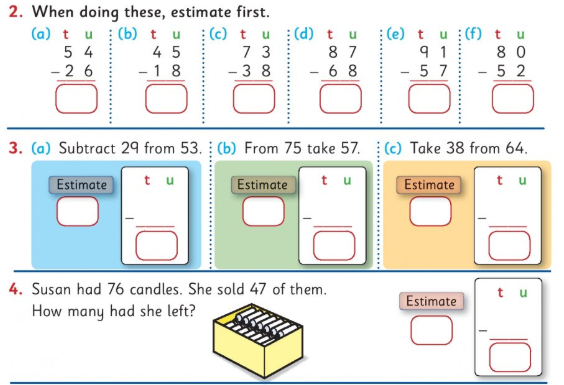 2. When doing these, estimate first.
(a) t u (b) t u (c) t u (d) t u (e) t u (f) t u
5 4 4 5 7 3 8 7 9 1 8 0
- 2 6 - 1 8 - 3 8 - 6 8 - 5 7 - 5 2
3. (a) Subtract 29 from 53. (b) From 75 take 57. (c) Take 38 from 64.
Estimate t u Estimate t u Estimate t u
- - -
4. Susan had 76 candles. She sold 47 of them.
How many had she left?
Estimate t u
-